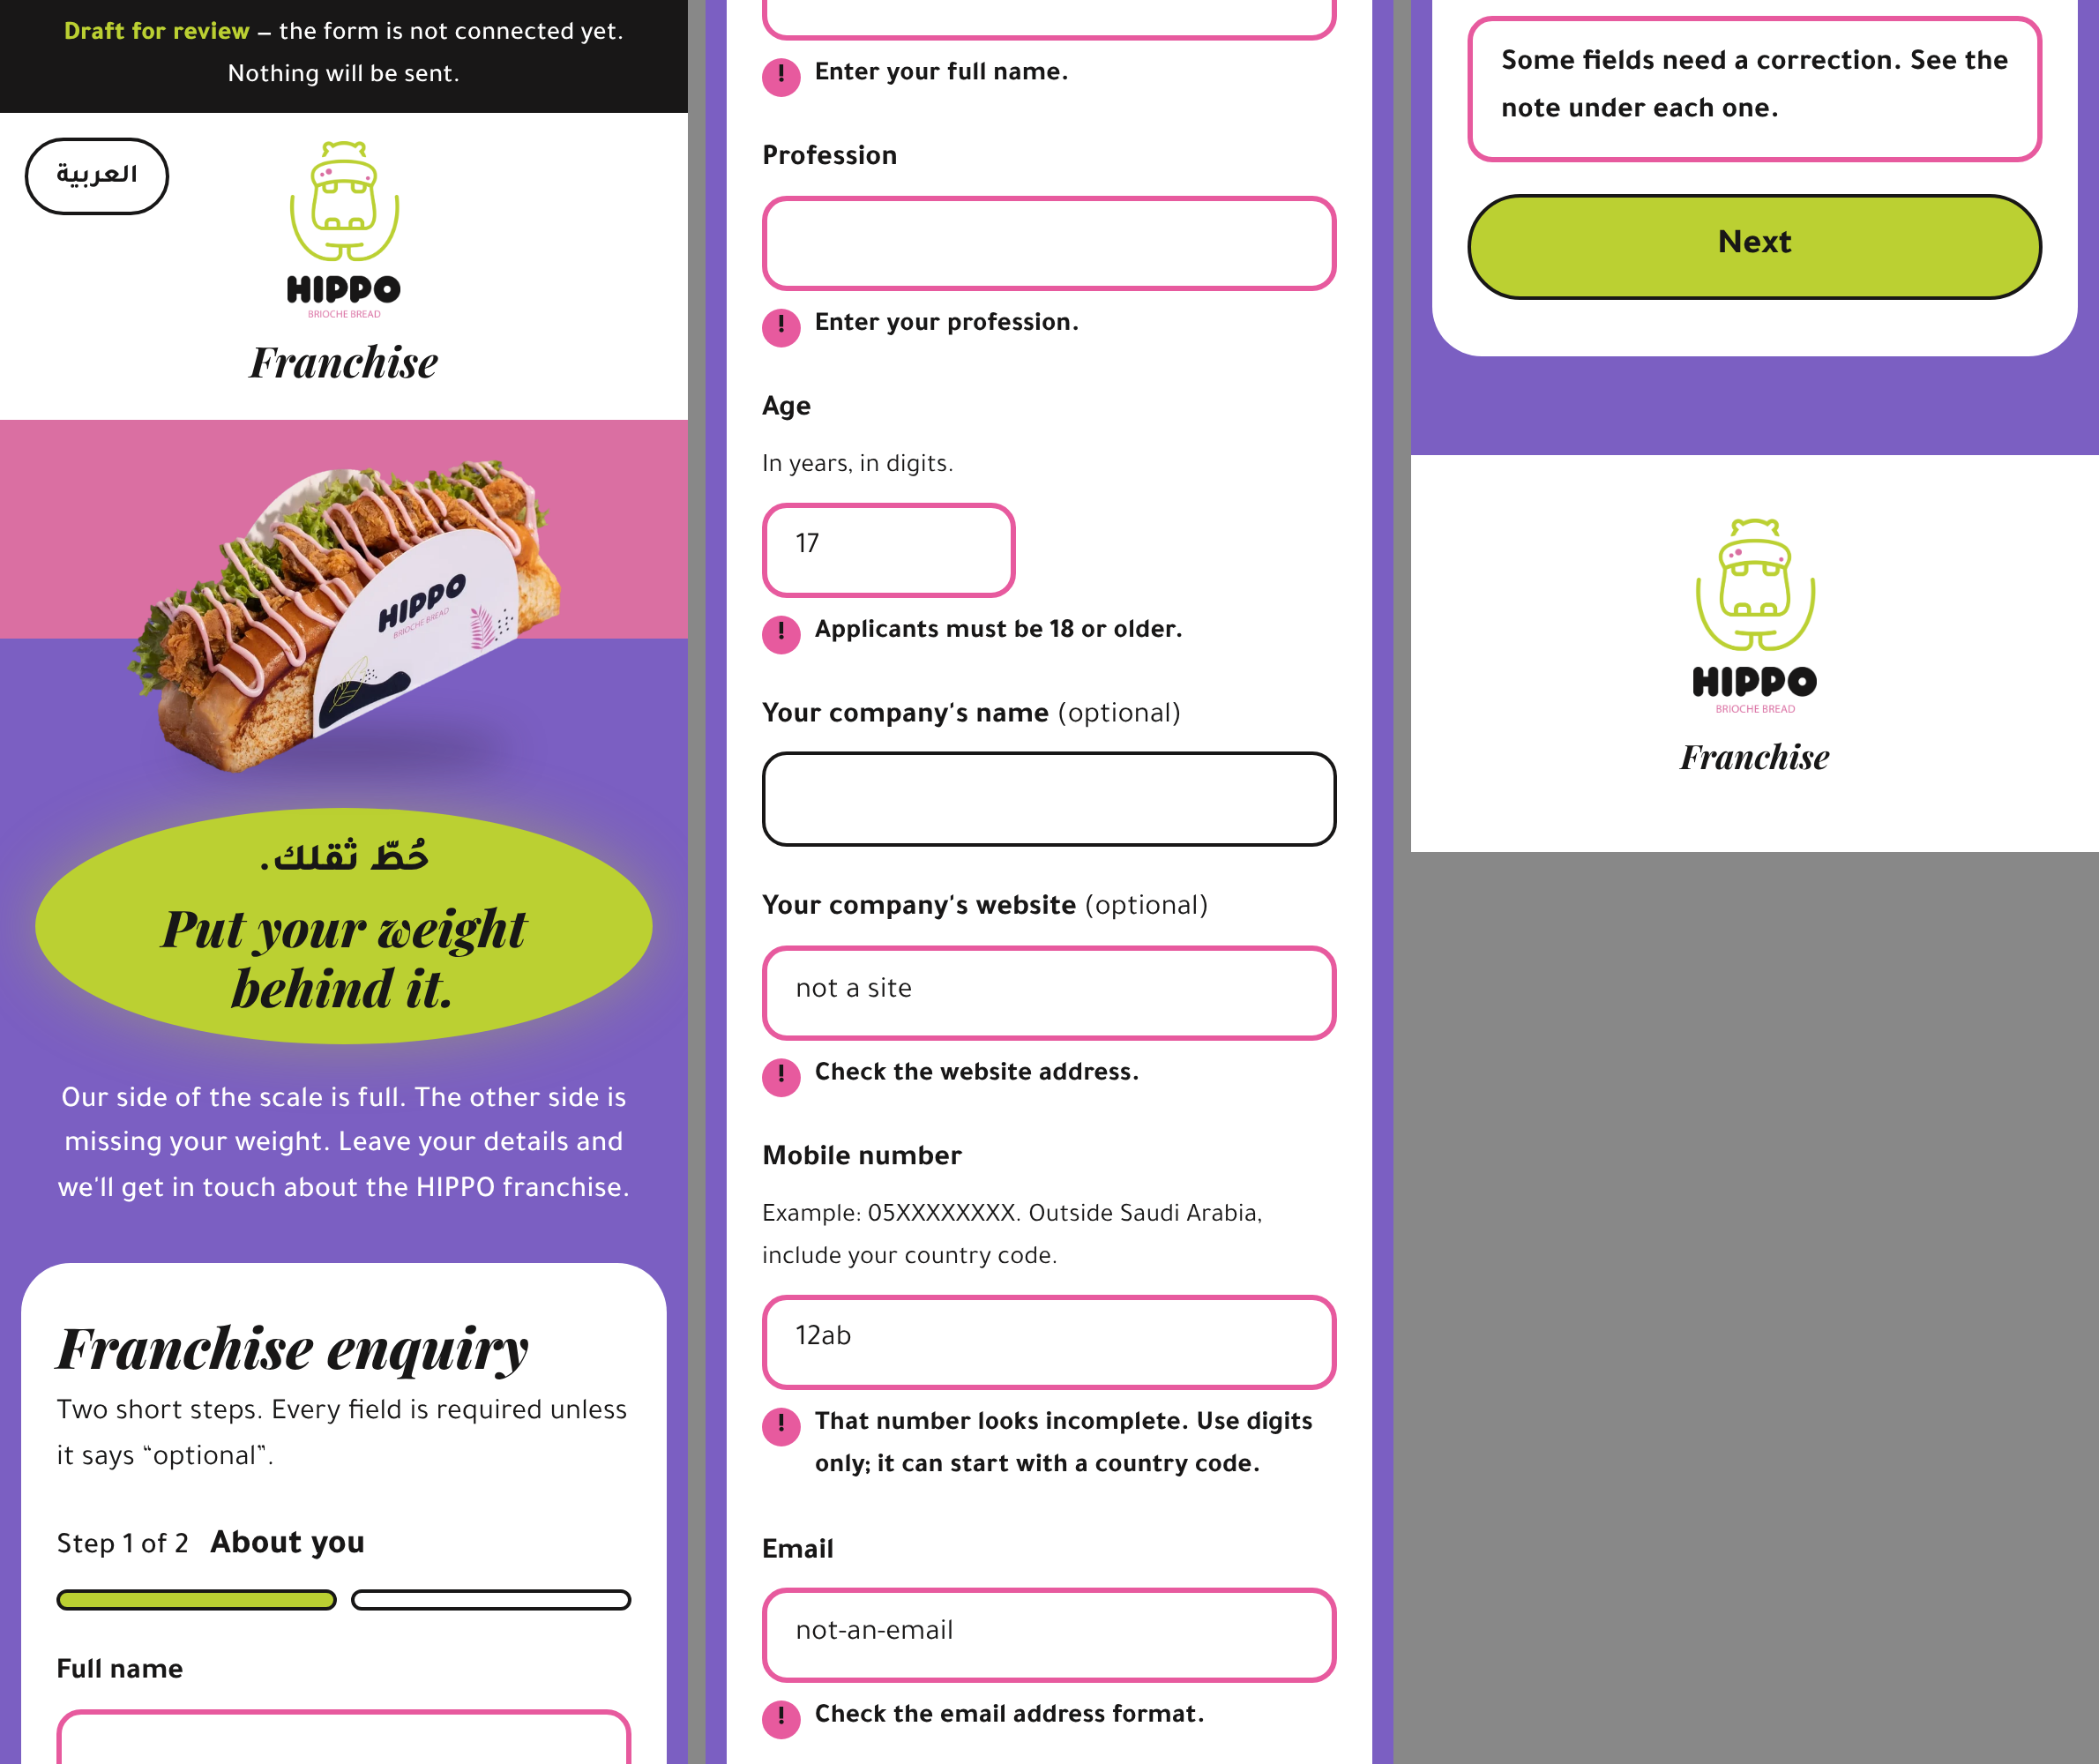 Draft for review – the form is not connected yet.
Nothing will be sent.
العربية
HIPPO
BRIOCHE BREAD
Franchise
HIPPO
BRIOCHE BREAD
حُطّ ثقلك.
Put your weight
behind it.
Our side of the scale is full. The other side is
missing your weight. Leave your details and
we'll get in touch about the HIPPO franchise.
Franchise enquiry
Two short steps. Every field is required unless
it says “optional”.
Step 1 of 2 About you
Full name
! Enter your full name.
Profession
! Enter your profession.
Age
In years, in digits.
17
! Applicants must be 18 or older.
Your company's name (optional)
Your company's website (optional)
not a site
! Check the website address.
Mobile number
Example: 05XXXXXXXX. Outside Saudi Arabia,
include your country code.
12ab
! That number looks incomplete. Use digits
only; it can start with a country code.
Email
not-an-email
! Check the email address format.
Some fields need a correction. See the
note under each one.
Next
HIPPO
BRIOCHE BREAD
Franchise